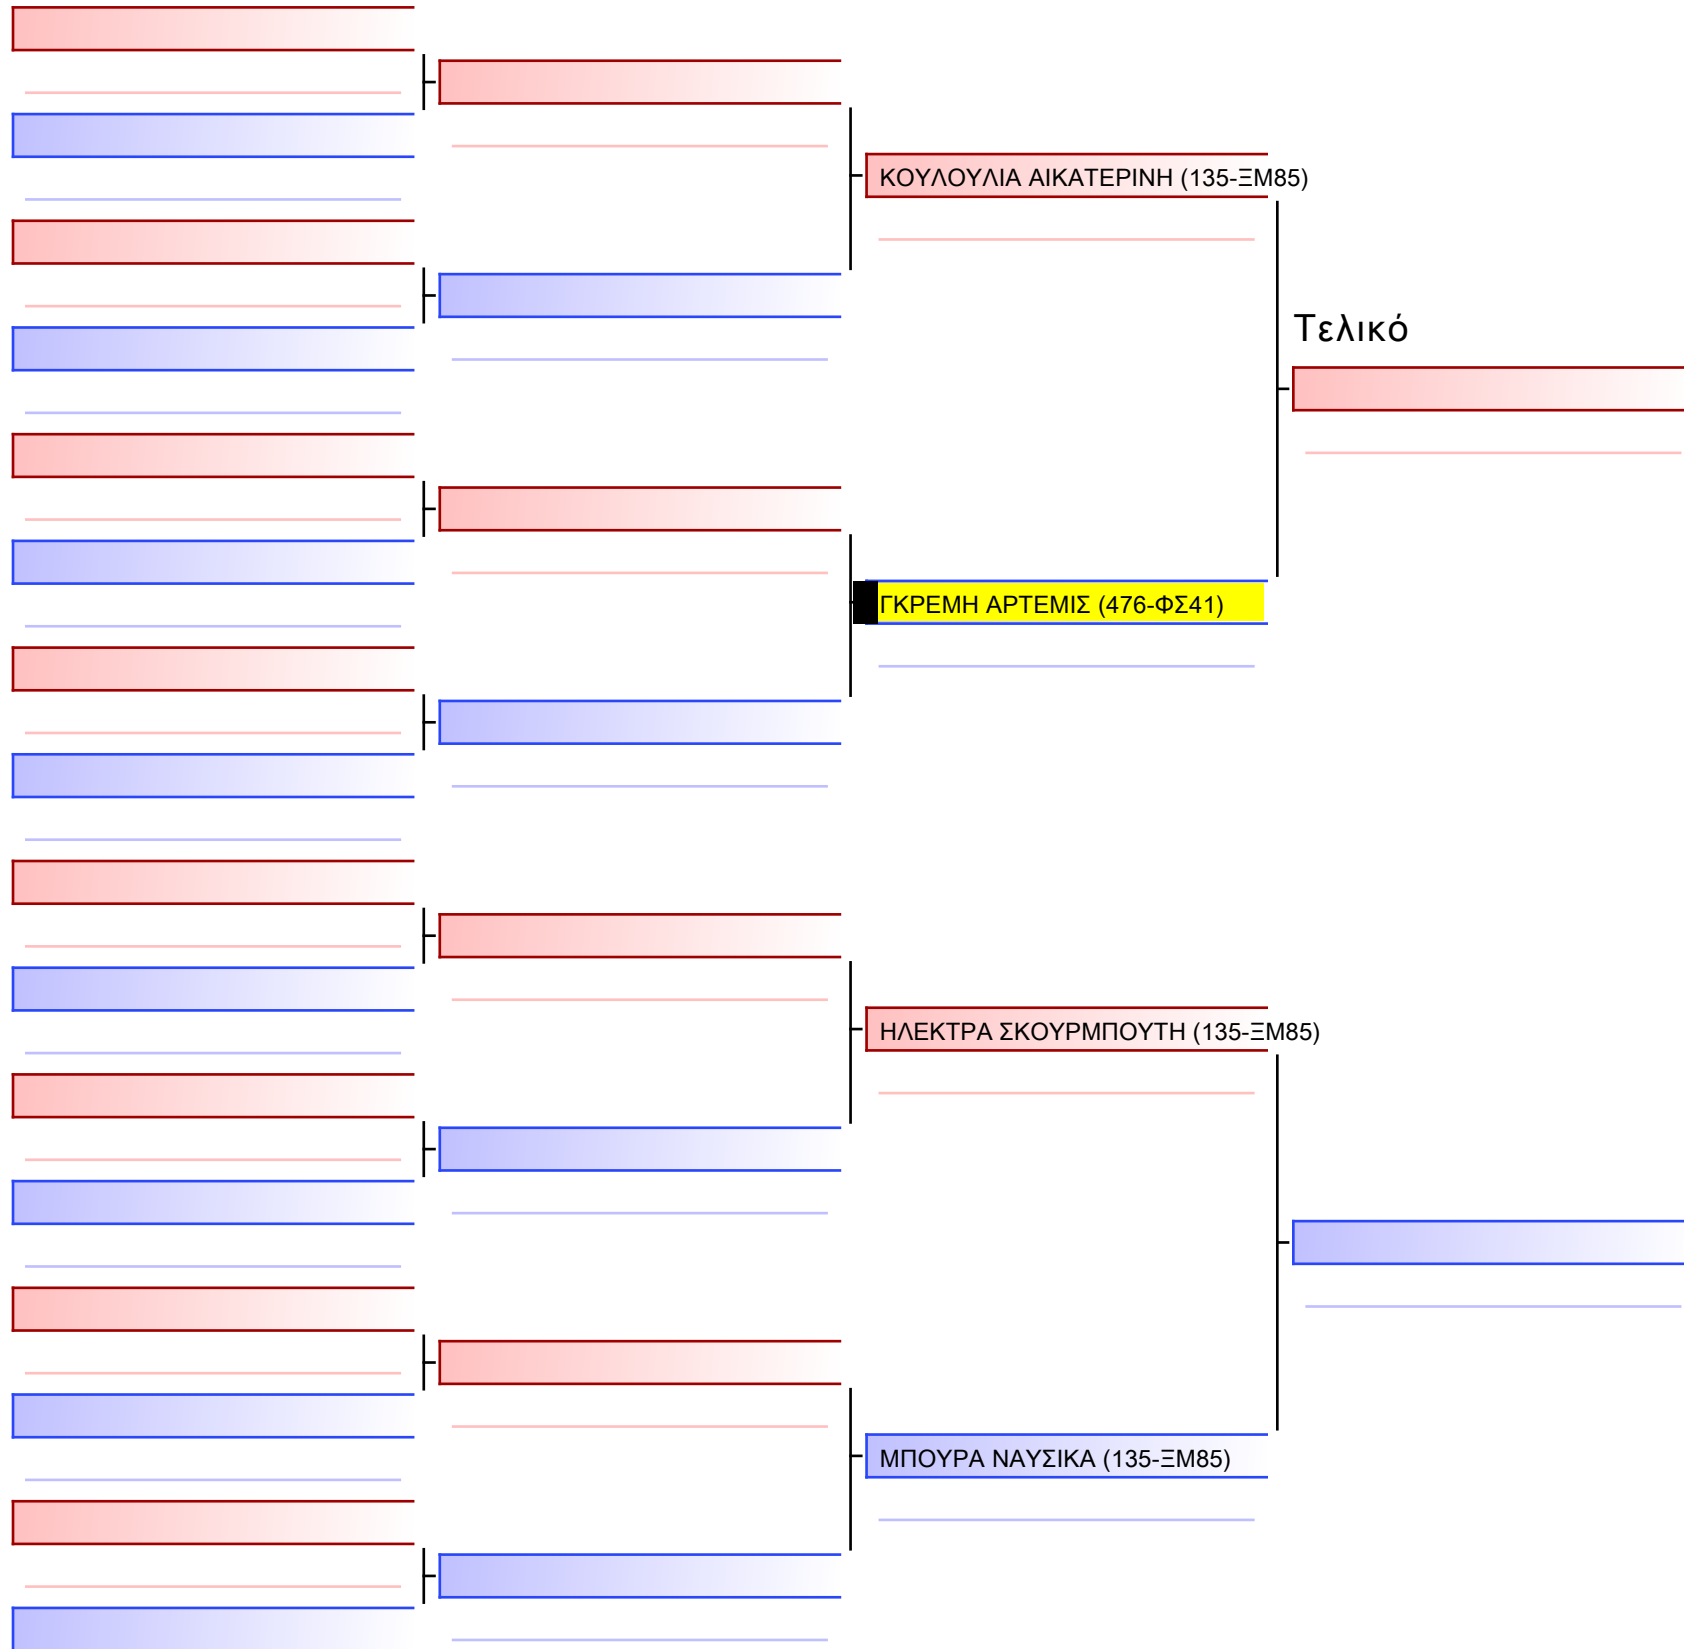 ΚΟΥΛΟΥΛΙΑ ΑΙΚΑΤΕΡΙΝΗ (135-ΞΜ85)
Τελικό
ΓΚΡΕΜΗ ΑΡΤΕΜΙΣ (476-ΦΣ41)
ΗΛΕΚΤΡΑ ΣΚΟΥΡΜΠΟΥΤΗ (135-ΞΜ85)
ΜΠΟΥΡΑ ΝΑΥΣΙΚΑ (135-ΞΜ85)